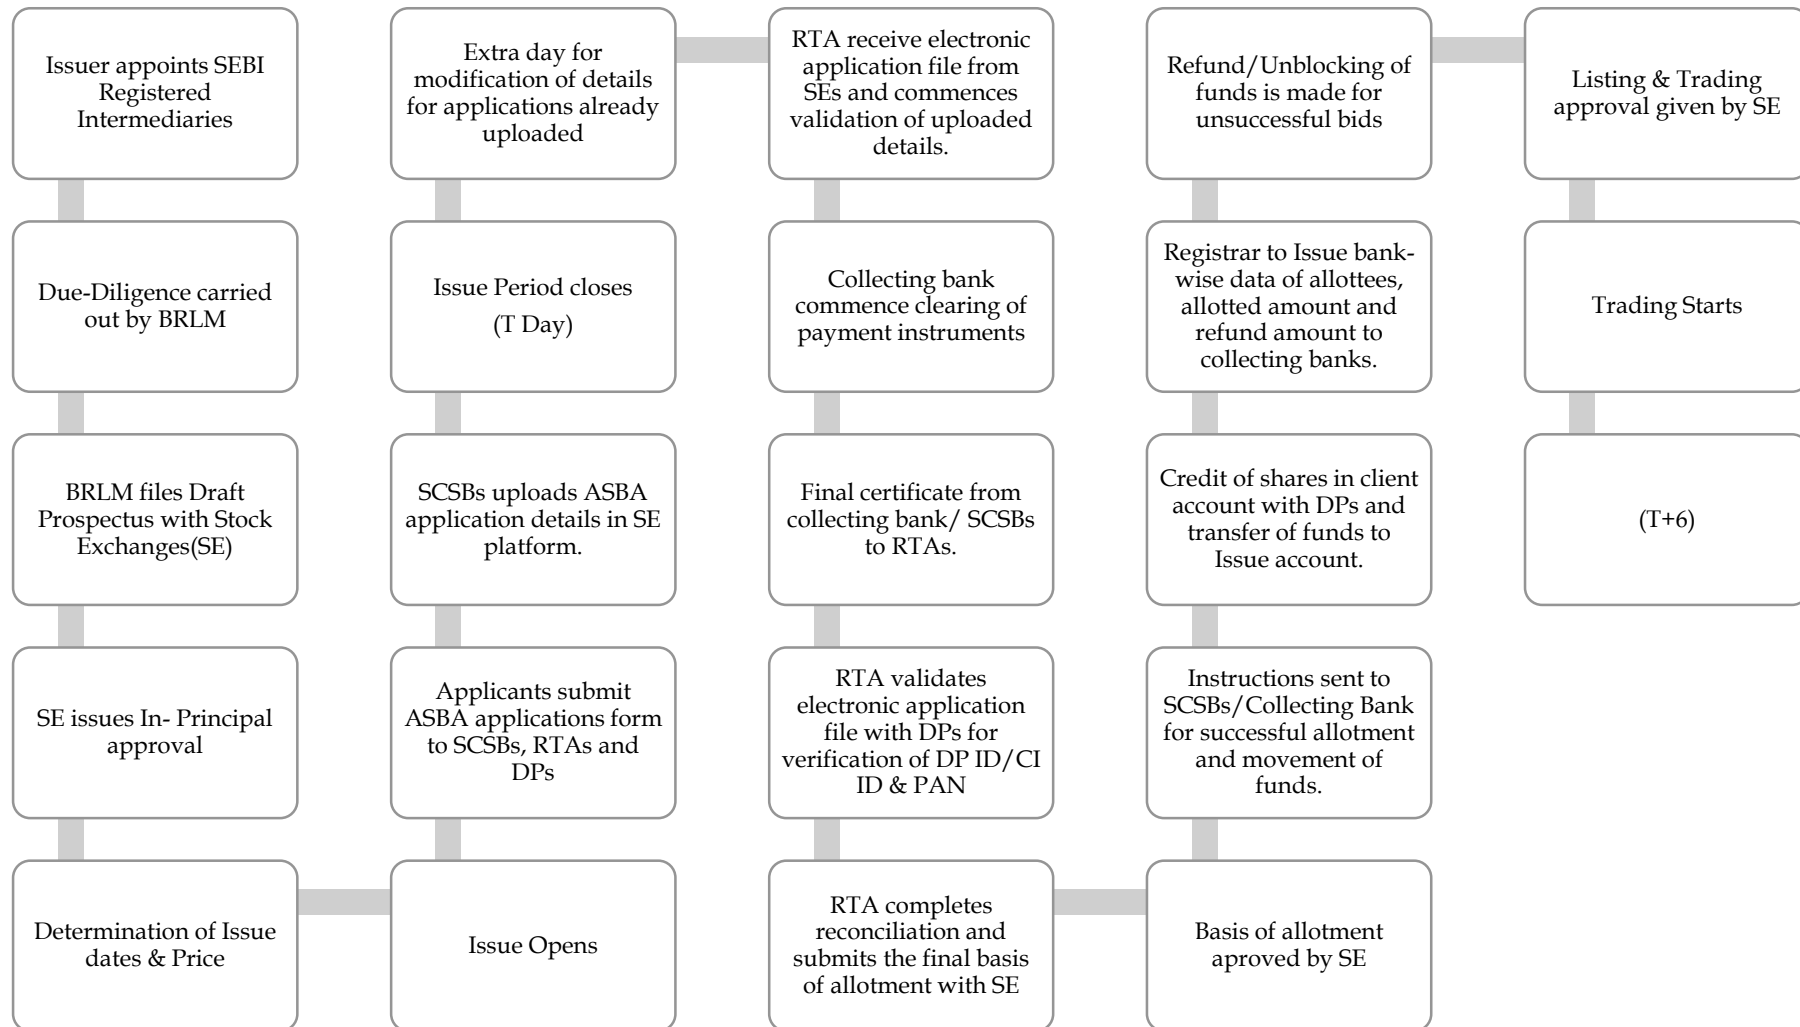 Issuer appoints SEBI
Registered
Intermediaries
Due-Diligence carried
out by BRLM
BRLM files Draft
Prospectus with Stock
Exchanges(SE)
SE issues In- Principal
approval
Determination of Issue
dates & Price
Issue Opens
Applicants submit
ASBA applications form
to SCSBs, RTAs and
DPs
SCSBs uploads ASBA
application details in SE
platform.
Issue Period closes
(T Day)
Extra day for
modification of details
for applications already
uploaded
RTA receive electronic
application file from
SEs and commences
validation of uploaded
details.
Collecting bank
commence clearing of
payment instruments
Final certificate from
collecting bank/ SCSBs
to RTAs.
RTA validates
electronic application
file with DPs for
verification of DP ID/CI
ID & PAN
RTA completes
reconciliation and
submits the final basis
of allotment with SE
Basis of allotment
aproved by SE
Instructions sent to
SCSBs/Collecting Bank
for successful allotment
and movement of
funds.
Credit of shares in client
account with DPs and
transfer of funds to
Issue account.
Registrar to Issue bank-
wise data of allottees,
allotted amount and
refund amount to
collecting banks.
Refund/Unblocking of
funds is made for
unsuccessful bids
Listing & Trading
approval given by SE
Trading Starts
(T+6)